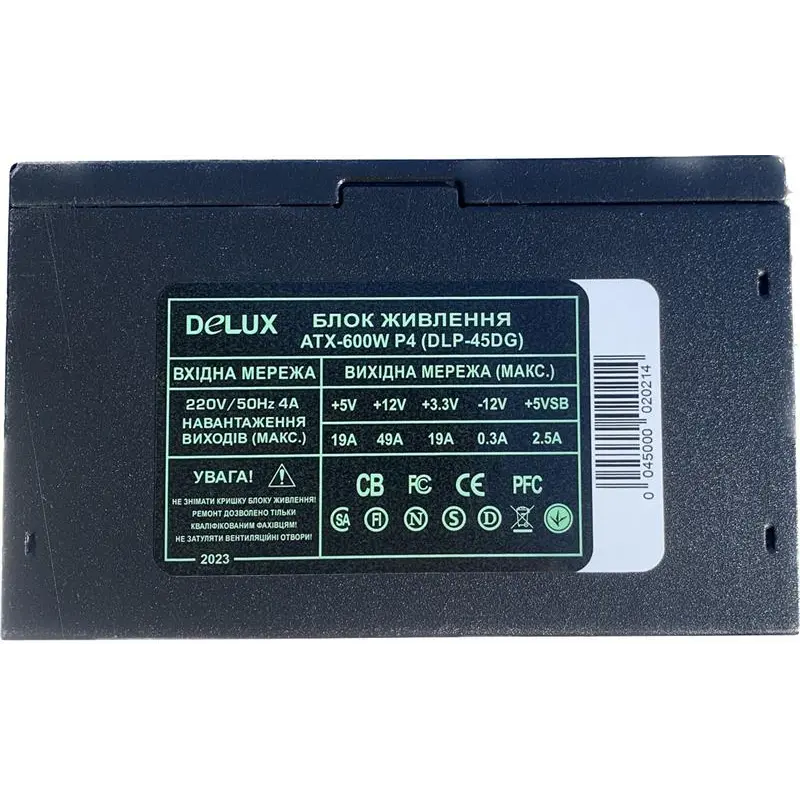 DeLUX
БЛОК ЖИВЛЕННЯ
ATX-600W P4 (DLP-45DG)
ВХІДНА МЕРЕЖА
ВИХІДНА МЕРЕЖА (МАКС.)
220V/50Hz 4A
НАВАНТАЖЕННЯ
ВИХОДІВ (МАКС.)
+5V +12V +3.3V -12V +5VSB
19A 49A 19A 0.3A 2.5A
УВАГА!
НЕ ЗНІМАТИ КРИШКУ БЛОКУ ЖИВЛЕННЯ!
РЕМОНТ ДОЗВОЛЕНО ТІЛЬКИ
КВАЛІФІКОВАНИМ ФАХІВЦЯМ!
НЕ ЗАТУЛЯТИ ВЕНТИЛЯЦІЙНІ ОТВОРИ!
2023
CB FC CE PFC
SA FI N S D
0 045000 020214